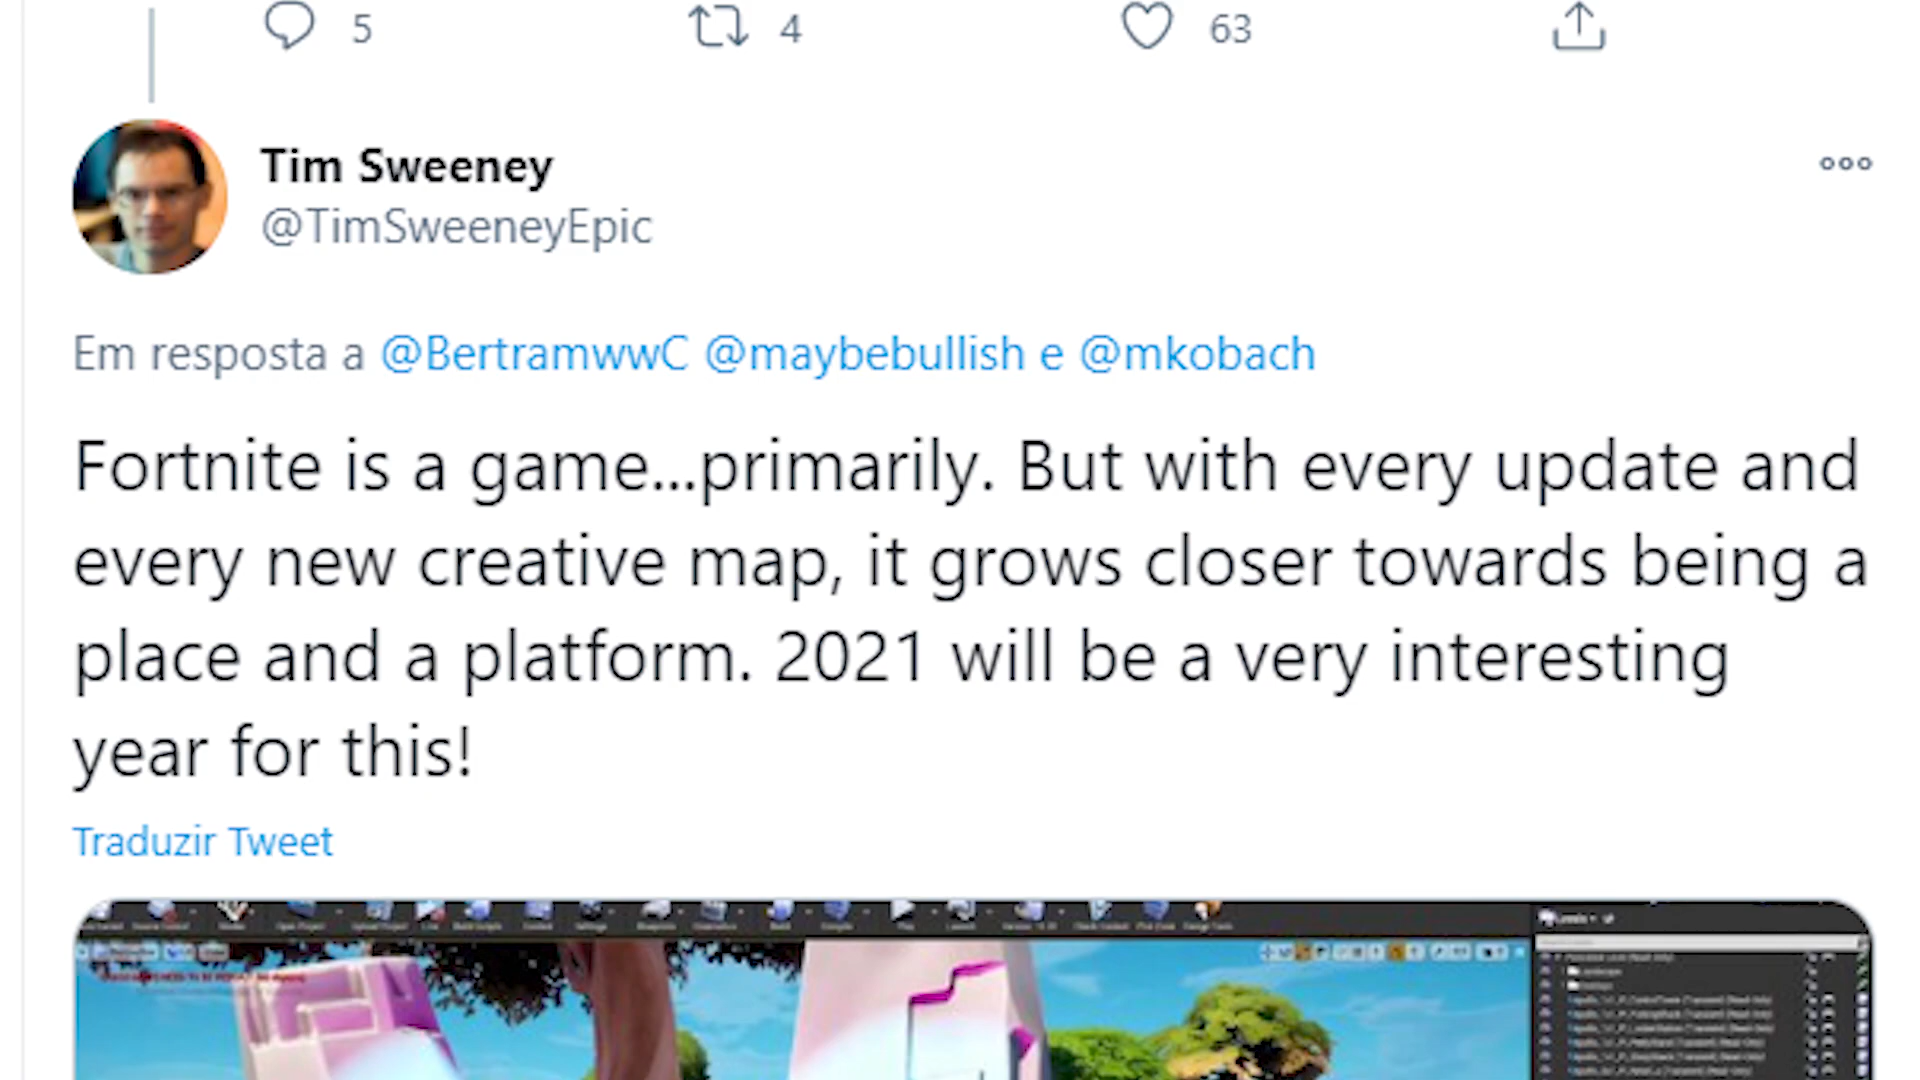 5 4 63
Tim Sweeney
@TimSweeneyEpic
Em resposta a @BertramwwC @maybebullish e @mkobach
Fortnite is a game...primarily. But with every update and
every new creative map, it grows closer towards being a
place and a platform. 2021 will be a very interesting
year for this!
Traduzir Tweet